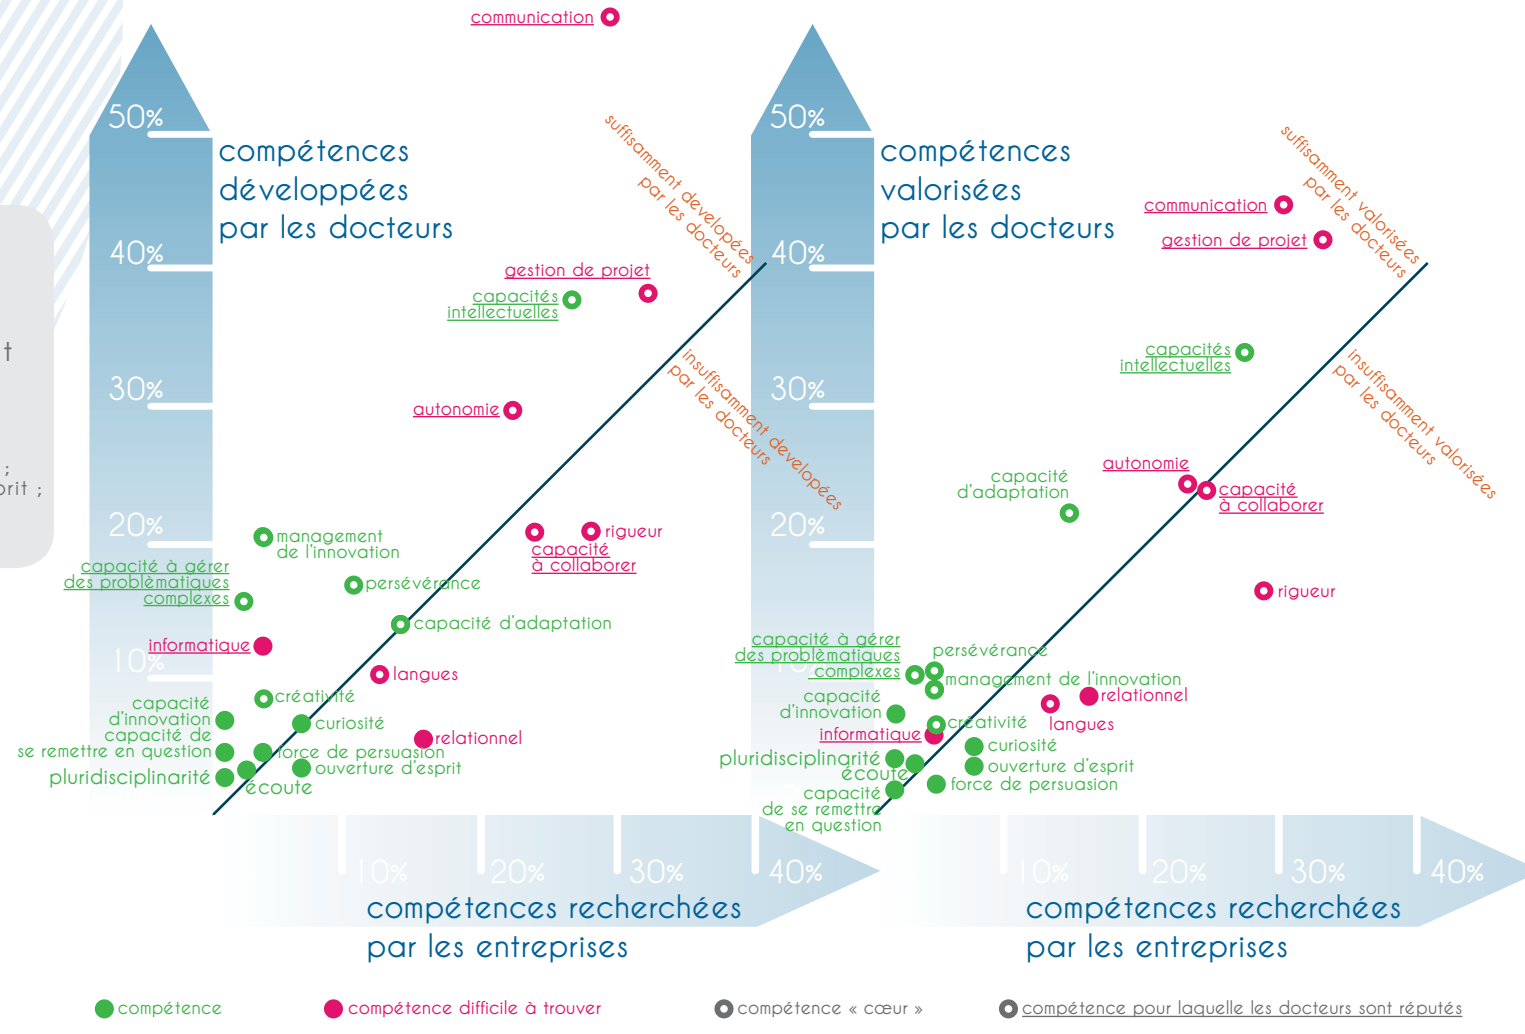 t
;
orit ;
communication
50%
compétences
développées
par les docteurs
suffisamment dévelopées
par les docteurs
40%
gestion de projet
capacités
intellectuelles
30%
autonomie
insuffisamment dévelopées
par les docteurs
20%
management
de l'innovation
rigueur
capacité
à collaborer
capacité à gérer
des problèmatiques
complexes
persévérance
capacité d'adaptation
informatique
10%
langues
créativité
capacité
d'innovation
curiosité
capacité de
se remettre en question
force de persuasion
relationnel
ouverture d'esprit
pluridisciplinarité
écoute
10%
20%
30%
40%
compétences recherchées
par les entreprises
50%
compétences
valorisées
par les docteurs
suffisamment valorisées
par les docteurs
communication
gestion de projet
40%
capacités
intellectuelles
30%
insuffisamment valorisées
par les docteurs
autonomie
capacité
à collaborer
capacité
d'adaptation
20%
rigueur
capacité à gérer
des problèmatiques
complexes
persévérance
10%
management de l'innovation
relationnel
capacité
d'innovation
langues
créativité
informatique
curiosité
pluridisciplinarité
ouverture d'esprit
écoute
force de persuasion
capacité
de se remettre
en question
10%
20%
30%
40%
compétences recherchées
par les entreprises
compétence
compétence difficile à trouver
compétence « cœur »
compétence pour laquelle les docteurs sont réputés